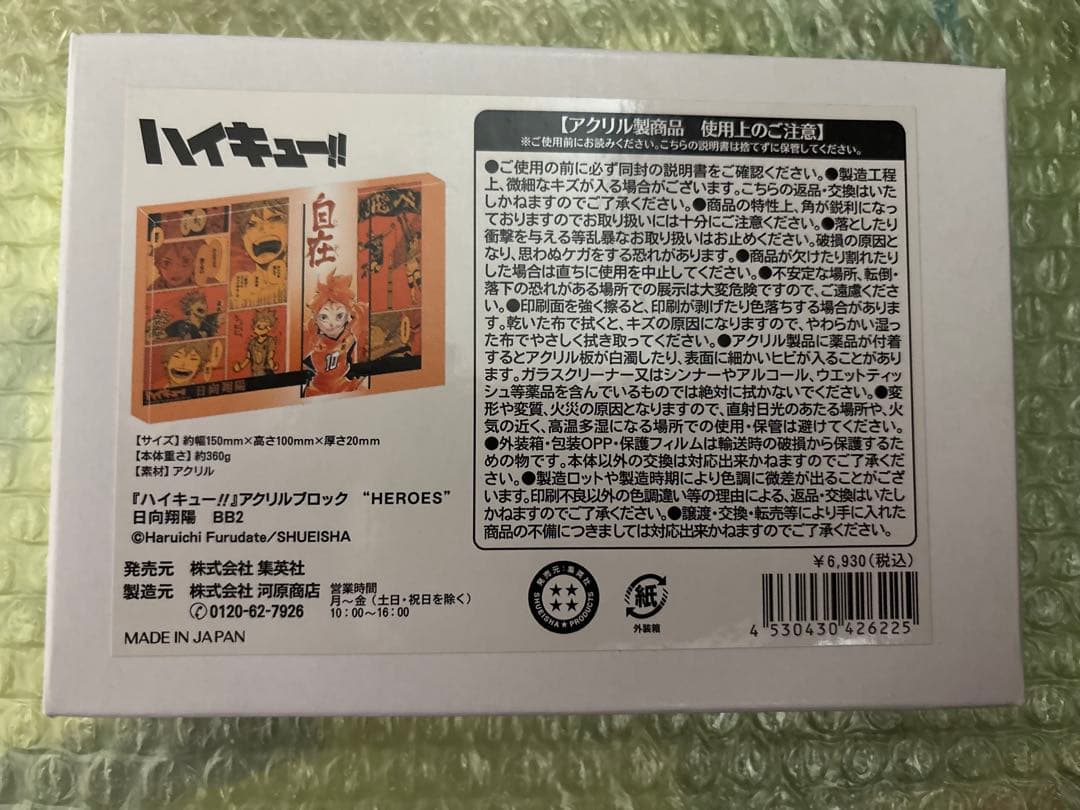 ハイキュー!!
自在
飛べ
日向翔陽
10
【サイズ】約幅150mm×高さ100mm×厚さ20mm
【本体重さ】約360g
【素材】アクリル
『ハイキュー!!』アクリルブロック “HEROES”
日向翔陽 BB2
©Haruichi Furudate/SHUEISHA
発売元 株式会社 集英社
製造元 株式会社 河原商店
0120-62-7926
営業時間
月～金（土日・祝日を除く）
10：00～16：00
MADE IN JAPAN
【アクリル製商品 使用上のご注意】
※ご使用前にお読みください。こちらの説明書は捨てずに保管してください。
●ご使用の前に必ず同封の説明書をご確認ください。●製造工程
上、微細なキズが入る場合がございます。こちらの返品・交換はいた
しかねますのでご了承ください。●商品の特性上、角が鋭利になっ
ておりますのでお取り扱いには十分にご注意ください。●落としたり
衝撃を与える等乱暴なお取り扱いはお止めください。破損の原因と
なり、思わぬケガをする恐れがあります。●商品が欠けたり割れたり
した場合は直ちに使用を中止してください。●不安定な場所、転倒・
落下の恐れがある場所での展示は大変危険ですので、ご遠慮くださ
い。●印刷面を強く擦ると、印刷が剥げたり色落ちする場合がありま
す。乾いた布で拭くと、キズの原因になりますので、やわらかい湿っ
た布でやさしく拭き取ってください。●アクリル製品に薬品が付着
するとアクリル板が白濁したり、表面に細かいヒビが入ることがあり
ます。ガラスクリーナー又はシンナーやアルコール、ウエットティッ
シュ等薬品を含んでいるものでは絶対に拭かないでください。●変
形や変質、火災の原因となりますので、直射日光のあたる場所や、火
気の近く、高温多湿になる場所での使用・保管は避けてください。
●外装箱・包装OPP・保護フィルムは輸送時の破損から保護するた
めの物です。本体以外の交換は対応出来かねますのでご了承くださ
い。●製造ロットや製造時期により色調に微差が出ることがござ
います。印刷不良以外の色調違い等の理由による、返品・交換はいたし
かねますのでご了承ください。●譲渡・交換・転売等により手に入れた
商品の不備につきましては対応出来かねますのでご了承ください。
発売元：集英社
SHUEISHA★PRODUCTS
紙
外装箱
￥6,930（税込）
4 530430 426225